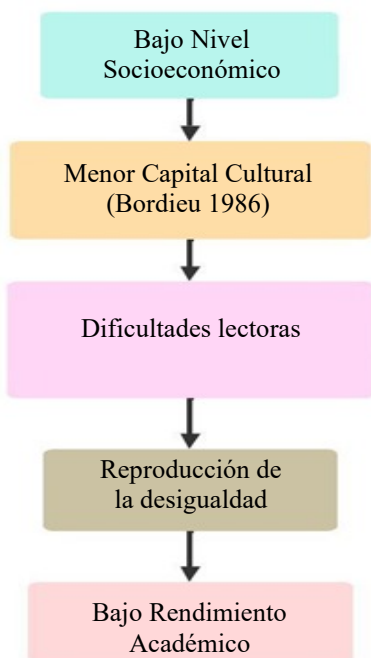 Bajo Nivel
Socioeconómico
Menor Capital Cultural
(Bordieu 1986)
Dificultades lectoras
Reproducción de
la desigualdad
Bajo Rendimiento
Académico